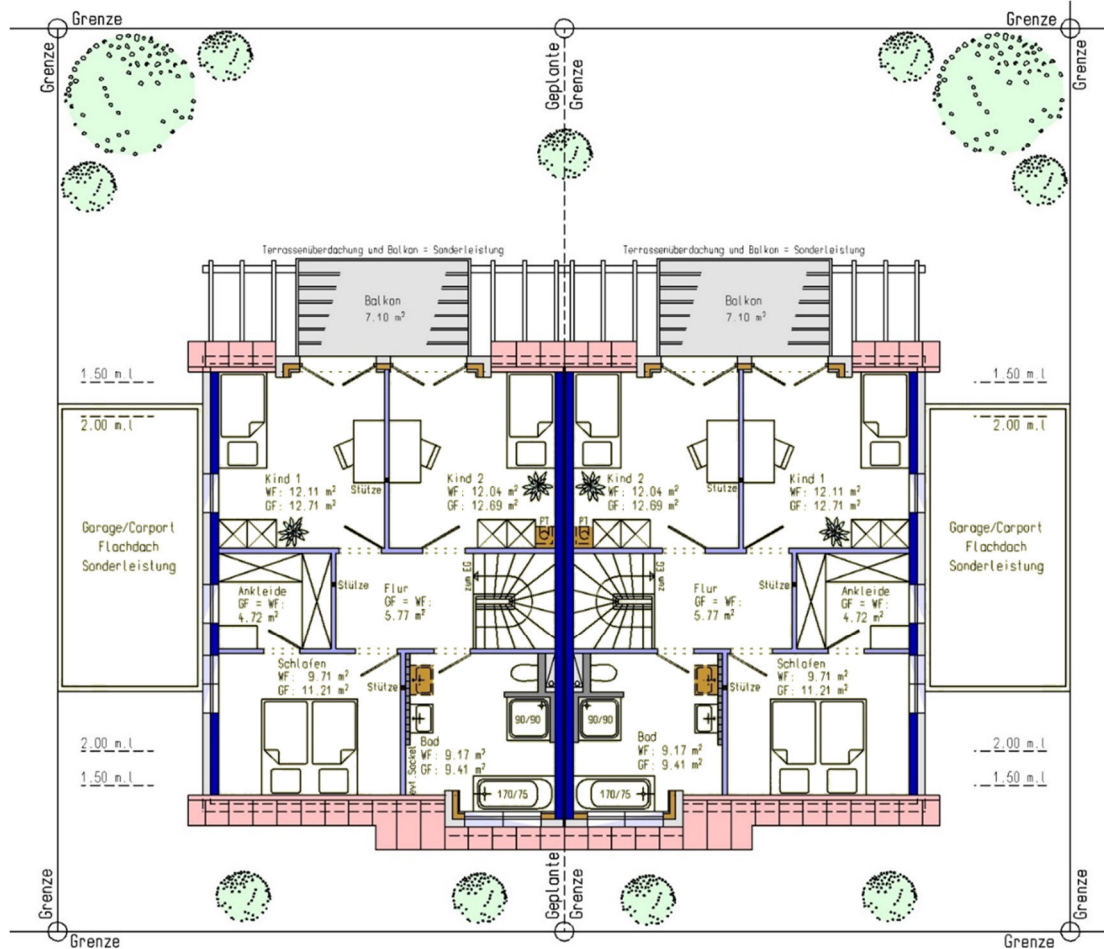 Grenze
Grenze
Grenze
Geplante
Grenze
Grenze
Terrassenüberdachung und Balkon = Sonderleistung
Terrassenüberdachung und Balkon = Sonderleistung
Balkon
7.10 m²
Balkon
7.10 m²
1.50 m.l
1.50 m.l
2.00 m.l
2.00 m.l
Kind 1
WF: 12.11 m²
GF: 12.71 m²
Stütze
Kind 2
WF: 12.04 m²
GF: 12.69 m²
Kind 2
WF: 12.04 m²
GF: 12.69 m²
Stütze
Kind 1
WF: 12.11 m²
GF: 12.71 m²
PT
PT
Garage/Carport
Flachdach
Sonderleistung
Garage/Carport
Flachdach
Sonderleistung
Ankleide
GF = WF:
4.72 m²
Stütze
Flur
GF = WF:
5.77 m²
zum EG
zum EG
Flur
GF = WF:
5.77 m²
Stütze
Ankleide
GF = WF:
4.72 m²
Schlafen
WF: 9.71 m²
GF: 11.21 m²
Stütze
Stütze
Schlafen
WF: 9.71 m²
GF: 11.21 m²
90/90
90/90
Bad
WF: 9.17 m²
GF: 9.41 m²
evt. Sockel
Bad
WF: 9.17 m²
GF: 9.41 m²
170/75
170/75
2.00 m.l
2.00 m.l
1.50 m.l
1.50 m.l
Grenze
Geplante
Grenze
Grenze
Grenze
Grenze